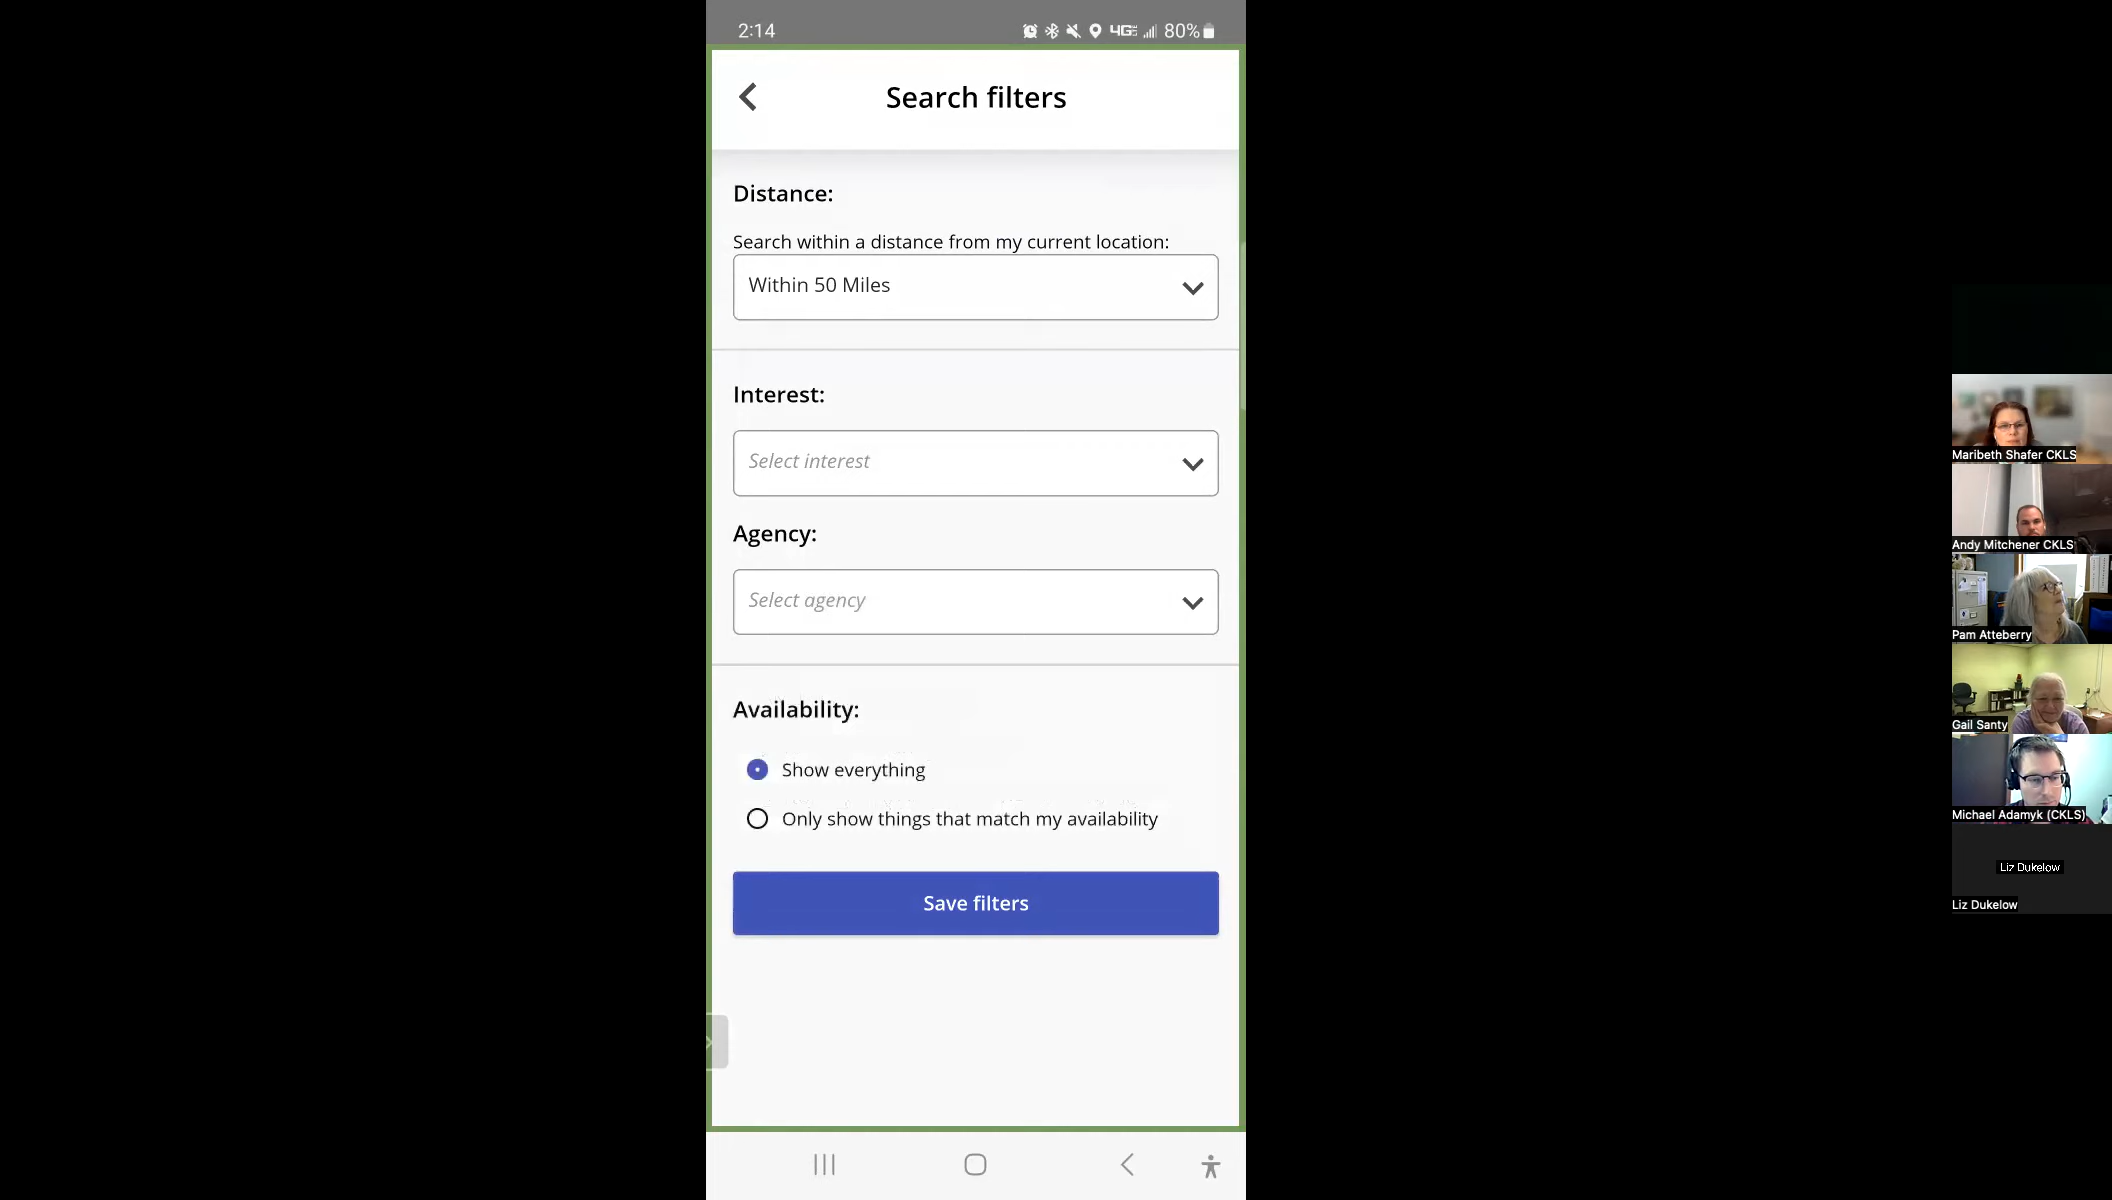 2:14
4G 80%
Search filters
Distance:
Search within a distance from my current location:
Within 50 Miles
Interest:
Select interest
Agency:
Select agency
Availability:
Show everything
Only show things that match my availability
Save filters
Maribeth Shafer CKLS
Andy Mitchener CKLS
Pam Atteberry
Gail Santy
Michael Adamyk (CKLS)
Liz Dukelow
Liz Dukelow